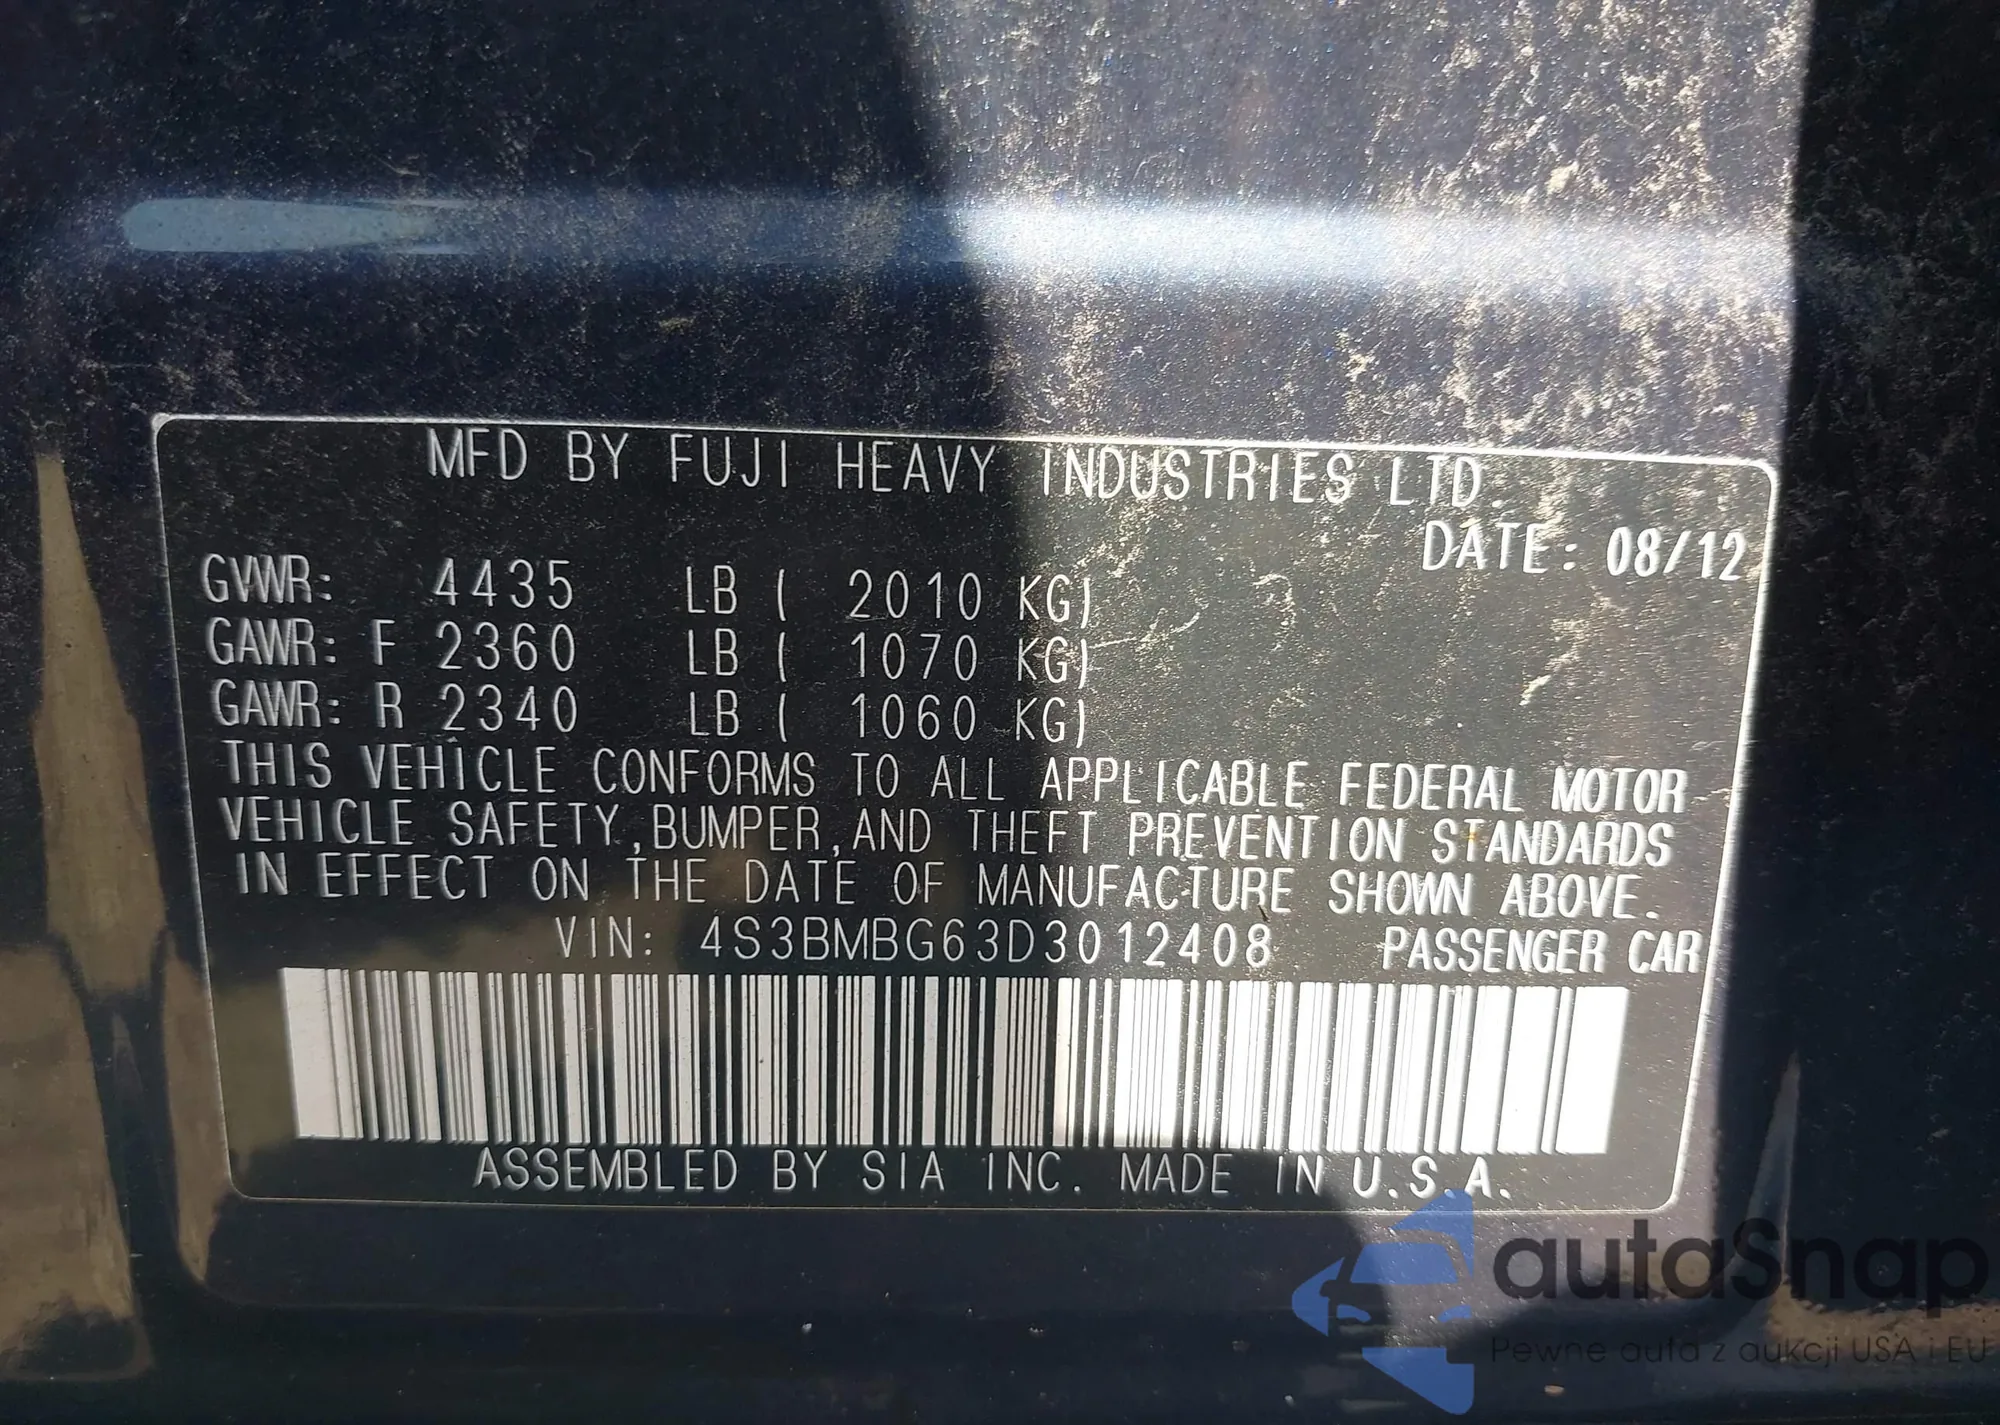 MFD BY FUJI HEAVY INDUSTRIES LTD.
DATE: 08/12
GVWR: 4435 LB ( 2010 KG)
GAWR: F 2360 LB ( 1070 KG)
GAWR: R 2340 LB ( 1060 KG)
THIS VEHICLE CONFORMS TO ALL APPLICABLE FEDERAL MOTOR
VEHICLE SAFETY,BUMPER,AND THEFT PREVENTION STANDARDS
IN EFFECT ON THE DATE OF MANUFACTURE SHOWN ABOVE.
VIN: 4S3BMBG63D3012408 PASSENGER CAR
ASSEMBLED BY SIA INC. MADE IN U.S.A.
autaSnap
Pewne auta z aukcji USA i EU